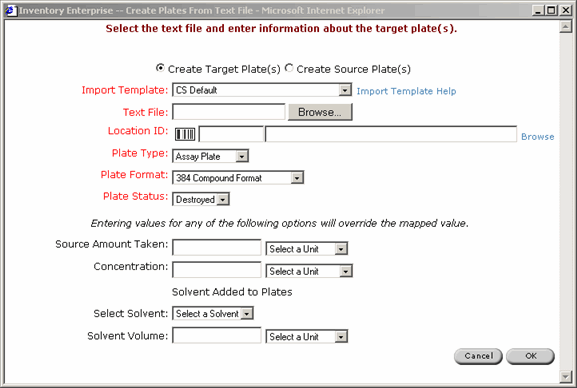 Inventory Enterprise -- Create Plates From Text File - Microsoft Internet Explorer
Select the text file and enter information about the target plate(s).
Create Target Plate(s) Create Source Plate(s)
Import Template: CS Default Import Template Help
Text File: Browse...
Location ID: Browse
Plate Type: Assay Plate
Plate Format: 384 Compound Format
Plate Status: Destroyed
Entering values for any of the following options will override the mapped value.
Source Amount Taken: Select a Unit
Concentration: Select a Unit
Solvent Added to Plates
Select Solvent: Select a Solvent
Solvent Volume: Select a Unit
Cancel OK